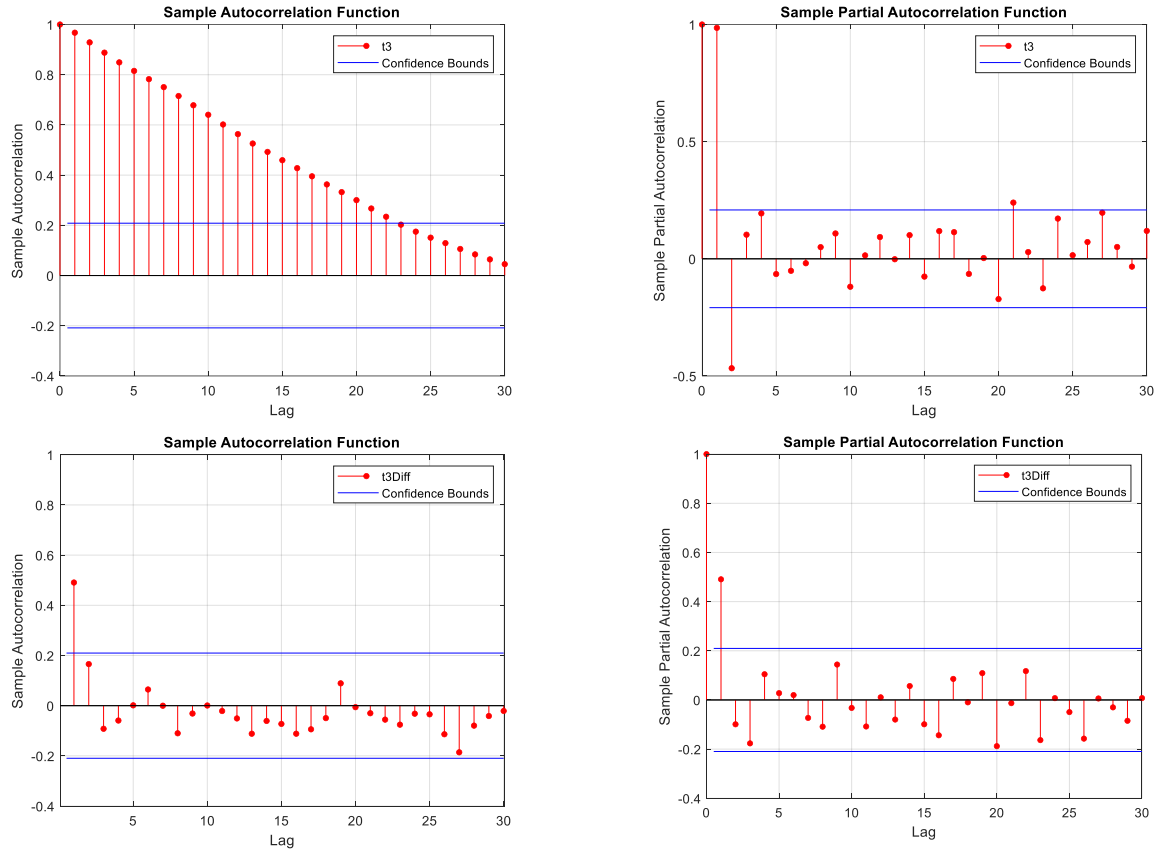 Sample Autocorrelation Function
t3
Confidence Bounds
1
0.8
0.6
0.4
0.2
0
-0.2
-0.4
0 5 10 15 20 25 30
Sample Autocorrelation
Lag
Sample Partial Autocorrelation Function
t3
Confidence Bounds
1
0.5
0
-0.5
0 5 10 15 20 25 30
Sample Partial Autocorrelation
Lag
Sample Autocorrelation Function
t3Diff
Confidence Bounds
1
0.8
0.6
0.4
0.2
0
-0.2
-0.4
5 10 15 20 25 30
Sample Autocorrelation
Lag
Sample Partial Autocorrelation Function
t3Diff
Confidence Bounds
1
0.8
0.6
0.4
0.2
0
-0.2
-0.4
0 5 10 15 20 25 30
Sample Partial Autocorrelation
Lag